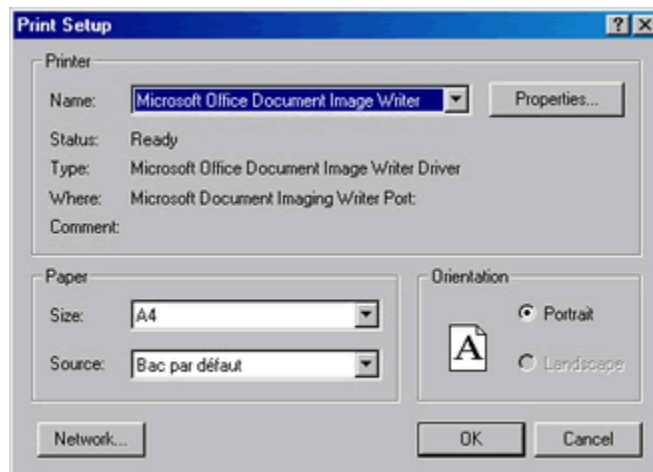 Print Setup
Printer
Name: Microsoft Office Document Image Writer Properties...
Status: Ready
Type: Microsoft Office Document Image Writer Driver
Where: Microsoft Document Imaging Writer Port:
Comment:
Paper
Size: A4
Source: Bac par défaut
Orientation
A
Portrait
Landscape
Network... OK Cancel